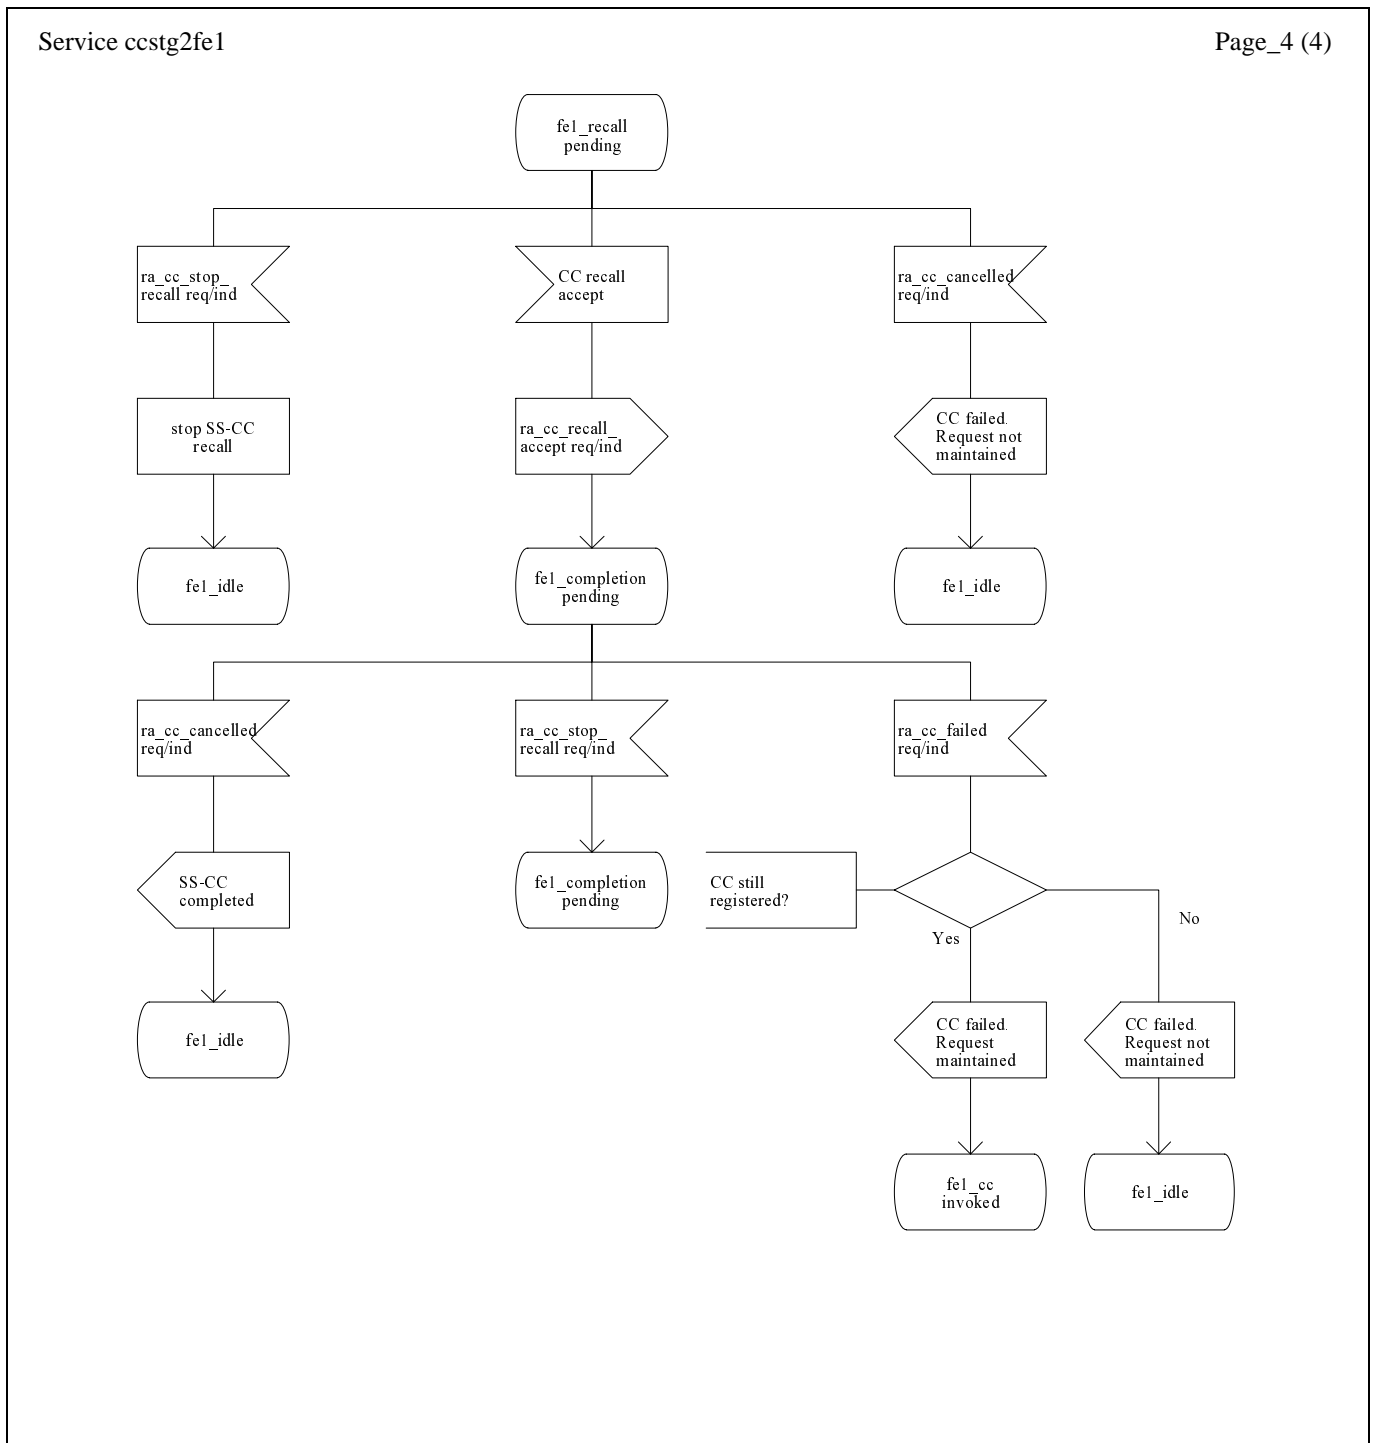 Service ccstg2fe1
Page_4 (4)
fe1_recall
pending
ra_cc_stop_
recall req/ind
CC recall
accept
ra_cc_cancelled
req/ind
stop SS-CC
recall
ra_cc_recall_
accept req/ind
CC failed.
Request not
maintained
fe1_idle
fe1_completion
pending
fe1_idle
ra_cc_cancelled
req/ind
ra_cc_stop_
recall req/ind
ra_cc_failed
req/ind
SS-CC
completed
fe1_completion
pending
CC still
registered?
No
Yes
fe1_idle
CC failed.
Request
maintained
CC failed.
Request not
maintained
fe1_cc
invoked
fe1_idle